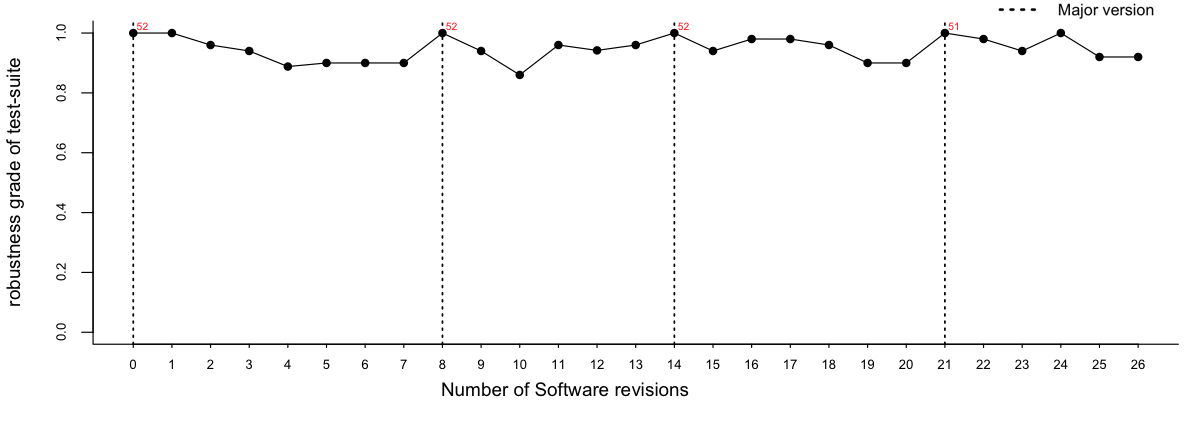 Major version
52
52
52
51
robustness grade of test-suite
1.0
0.8
0.6
0.4
0.2
0.0
0 1 2 3 4 5 6 7 8 9 10 11 12 13 14 15 16 17 18 19 20 21 22 23 24 25 26
Number of Software revisions